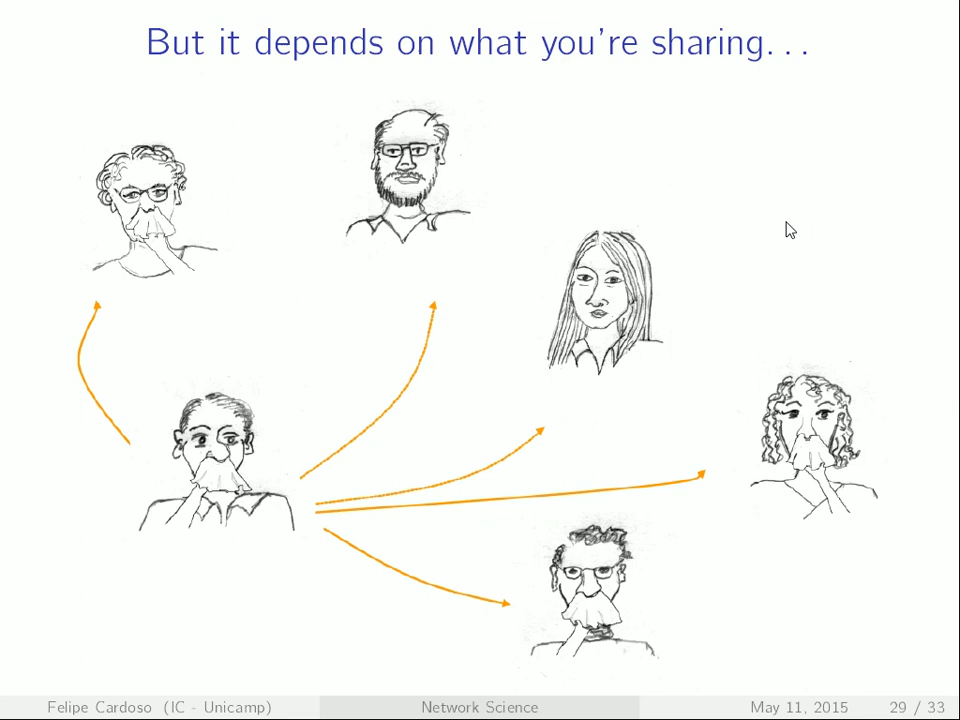 But it depends on what you're sharing...
Felipe Cardoso (IC - Unicamp)
Network Science
May 11, 2015
29 / 33